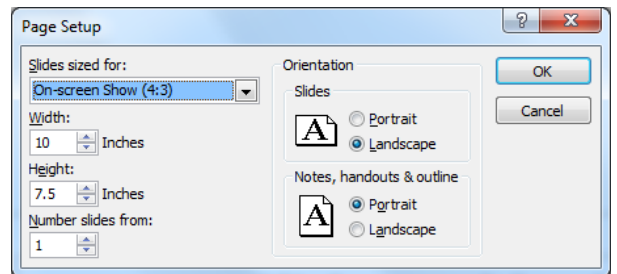 Page Setup
Slides sized for:
On-screen Show (4:3)
Width:
10 Inches
Height:
7.5 Inches
Number slides from:
1
Orientation
Slides
A
Portrait
Landscape
Notes, handouts & outline
A
Portrait
Landscape
OK
Cancel